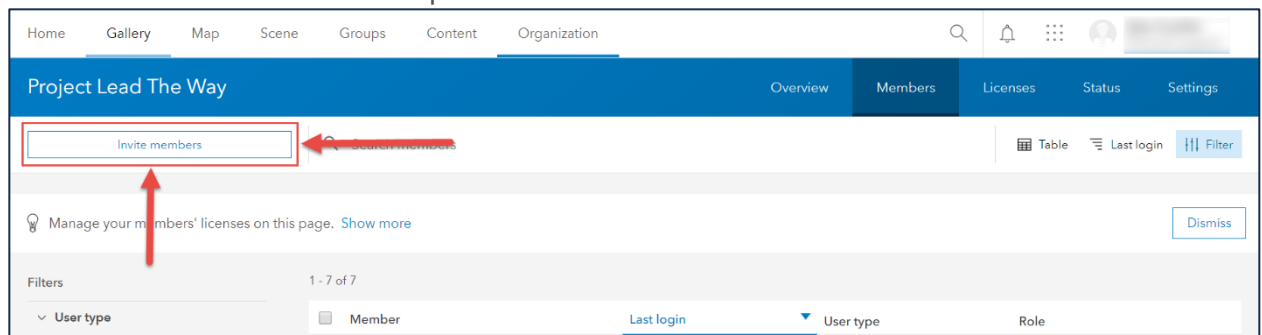 Home Gallery Map Scene Groups Content Organization
Project Lead The Way Overview Members Licenses Status Settings
Invite members Search members Table Last login Filter
Manage your members' licenses on this page. Show more Dismiss
Filters 1 - 7 of 7
User type Member Last login User type Role